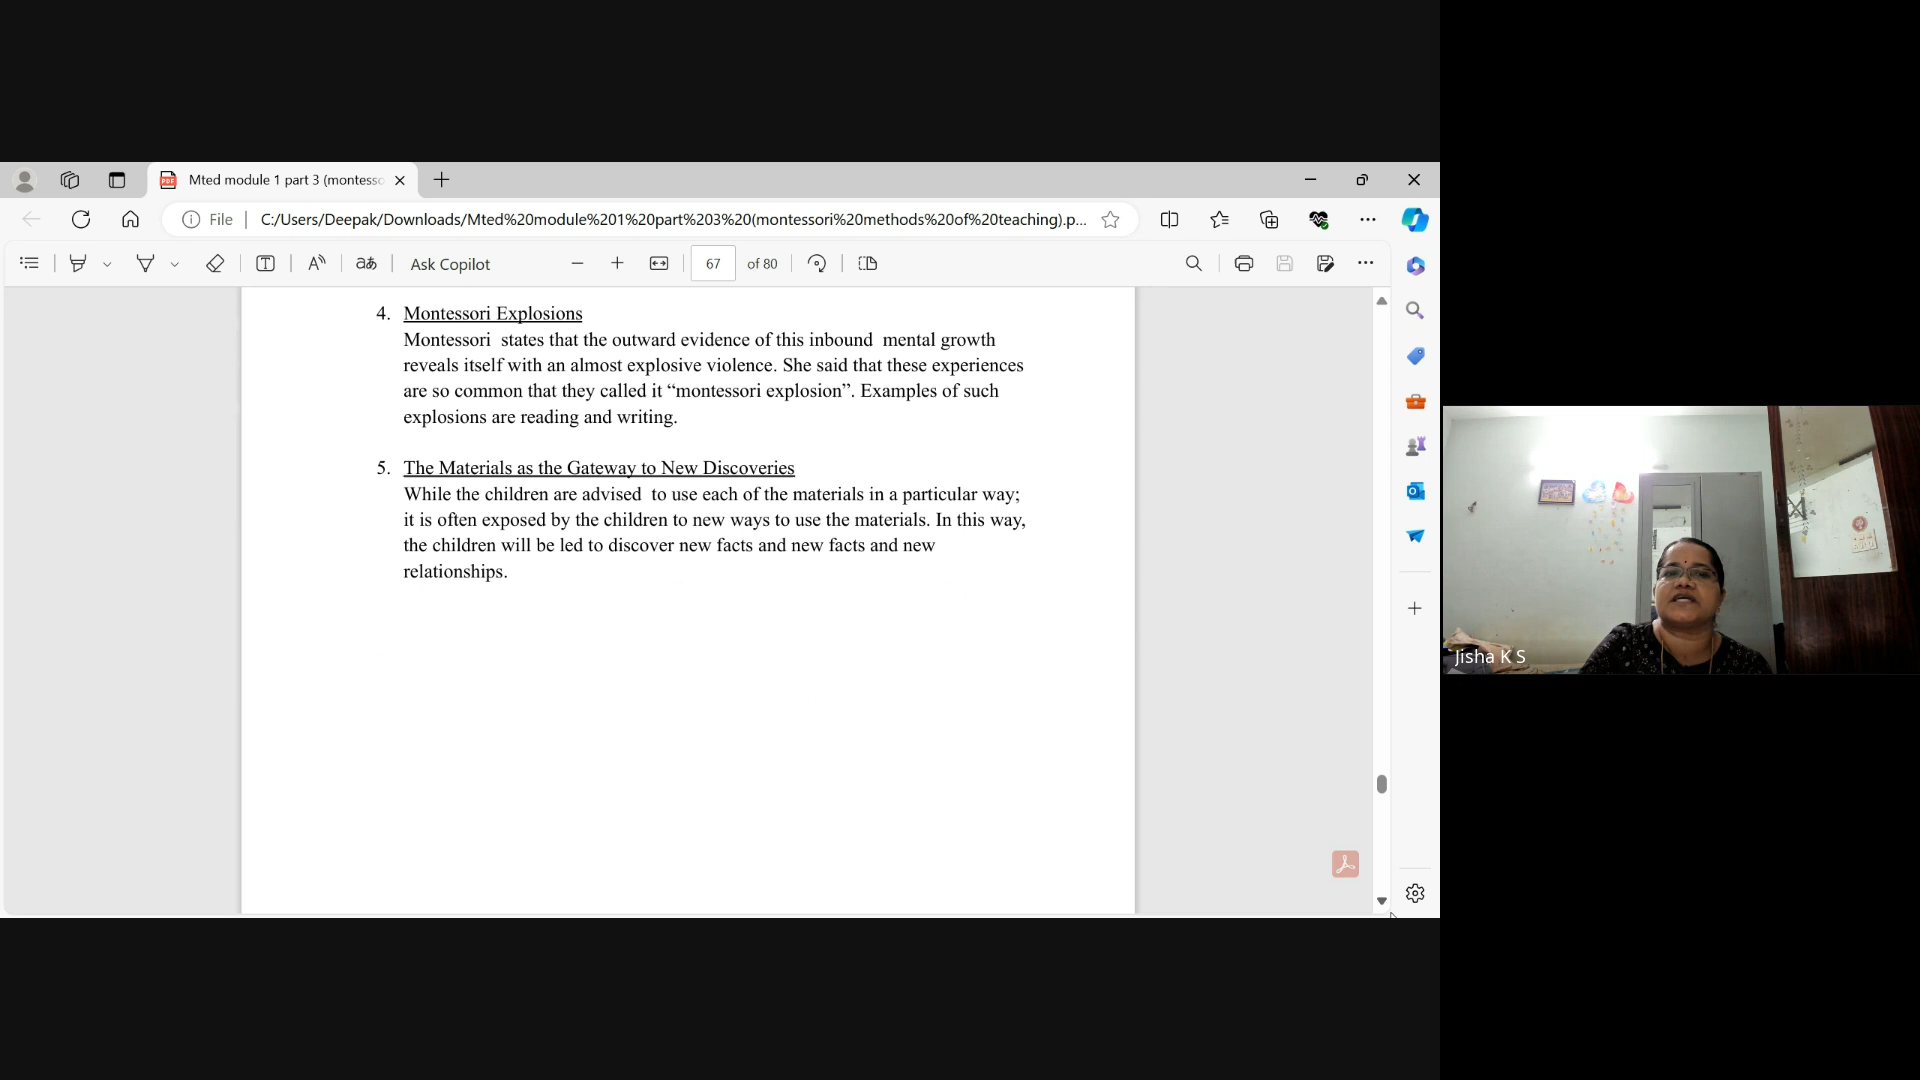 Mted module 1 part 3 (montesso
File
C:/Users/Deepak/Downloads/Mted%20module%201%20part%203%20(montessori%20methods%20of%20teaching).p...
Ask Copilot
67 of 80
4. Montessori Explosions
Montessori states that the outward evidence of this inbound mental growth
reveals itself with an almost explosive violence. She said that these experiences
are so common that they called it “montessori explosion”. Examples of such
explosions are reading and writing.
5. The Materials as the Gateway to New Discoveries
While the children are advised to use each of the materials in a particular way;
it is often exposed by the children to new ways to use the materials. In this way,
the children will be led to discover new facts and new facts and new
relationships.
Jisha K S